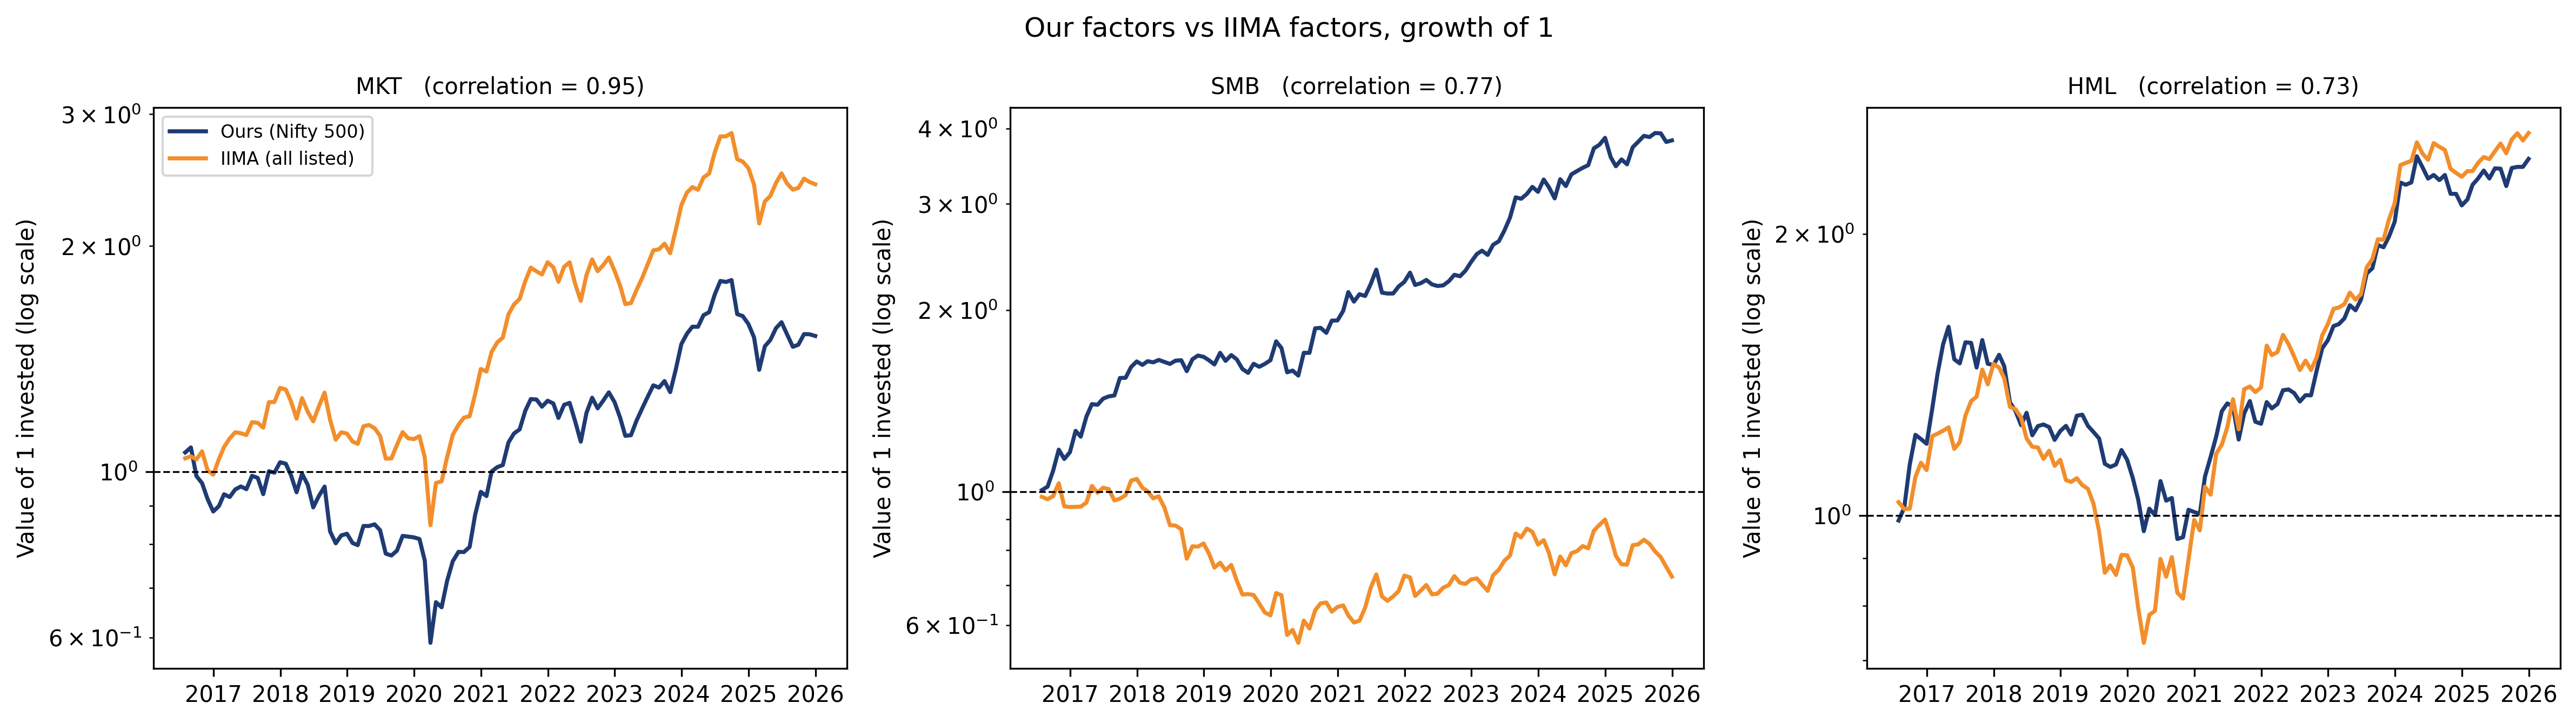 Our factors vs IIMA factors, growth of 1
MKT (correlation = 0.95)
Value of 1 invested (log scale)
3 × 10⁰
2 × 10⁰
10⁰
6 × 10⁻¹
Ours (Nifty 500)
IIMA (all listed)
2017 2018 2019 2020 2021 2022 2023 2024 2025 2026
SMB (correlation = 0.77)
Value of 1 invested (log scale)
4 × 10⁰
3 × 10⁰
2 × 10⁰
10⁰
6 × 10⁻¹
2017 2018 2019 2020 2021 2022 2023 2024 2025 2026
HML (correlation = 0.73)
Value of 1 invested (log scale)
2 × 10⁰
10⁰
2017 2018 2019 2020 2021 2022 2023 2024 2025 2026